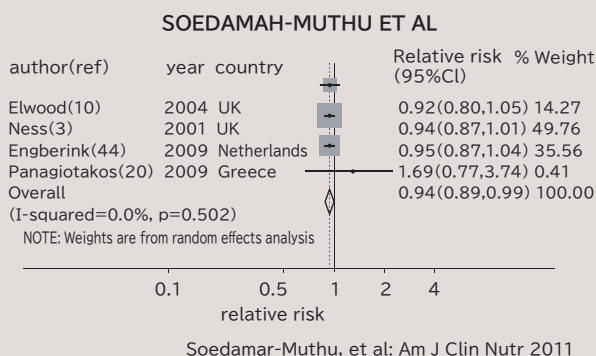 SOEDAMAH-MUTHU ET AL
author(ref) year country Relative risk (95%Cl) % Weight
Elwood(10) 2004 UK 0.92(0.80,1.05) 14.27
Ness(3) 2001 UK 0.94(0.87,1.01) 49.76
Engberink(44) 2009 Netherlands 0.95(0.87,1.04) 35.56
Panagiotakos(20) 2009 Greece 1.69(0.77,3.74) 0.41
Overall 0.94(0.89,0.99) 100.00
(I-squared=0.0%, p=0.502)
NOTE: Weights are from random effects analysis
0.1 0.5 1 2 4
relative risk
Soedamar-Muthu, et al: Am J Clin Nutr 2011